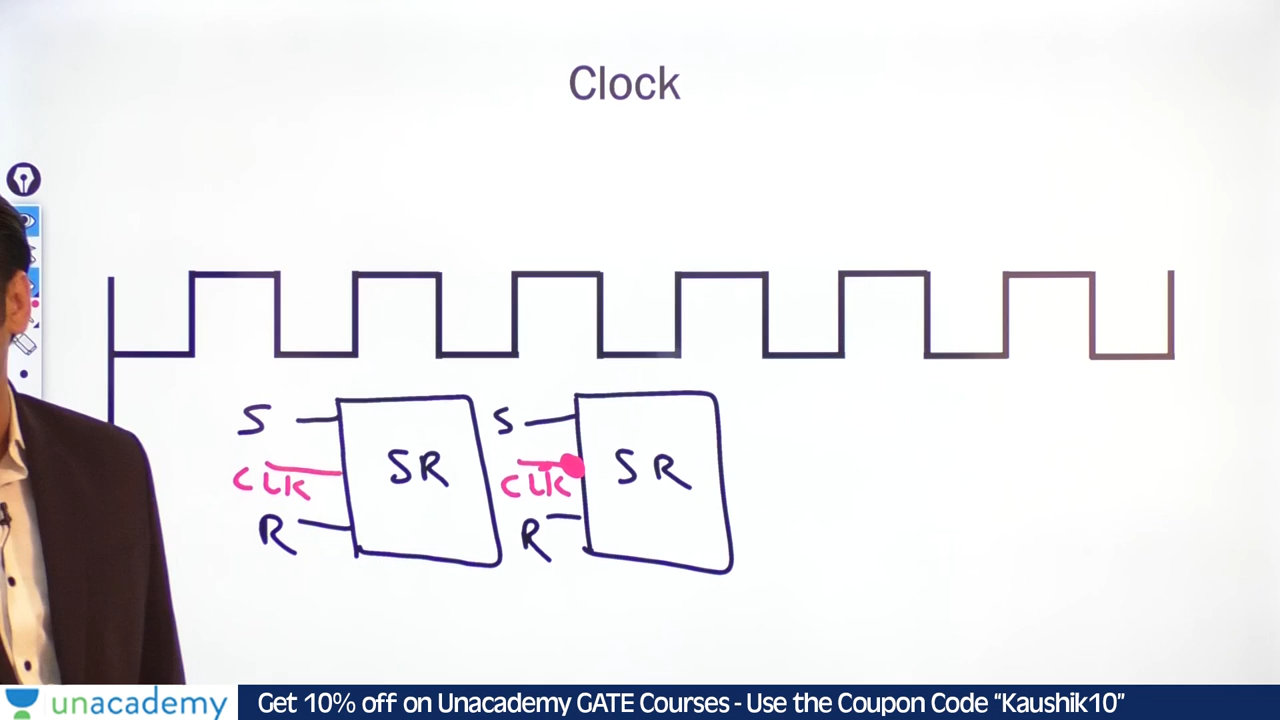 Clock
S SR S SR
CLK CLK
R R
unacademy Get 10% off on Unacademy GATE Courses - Use the Coupon Code “Kaushik10”